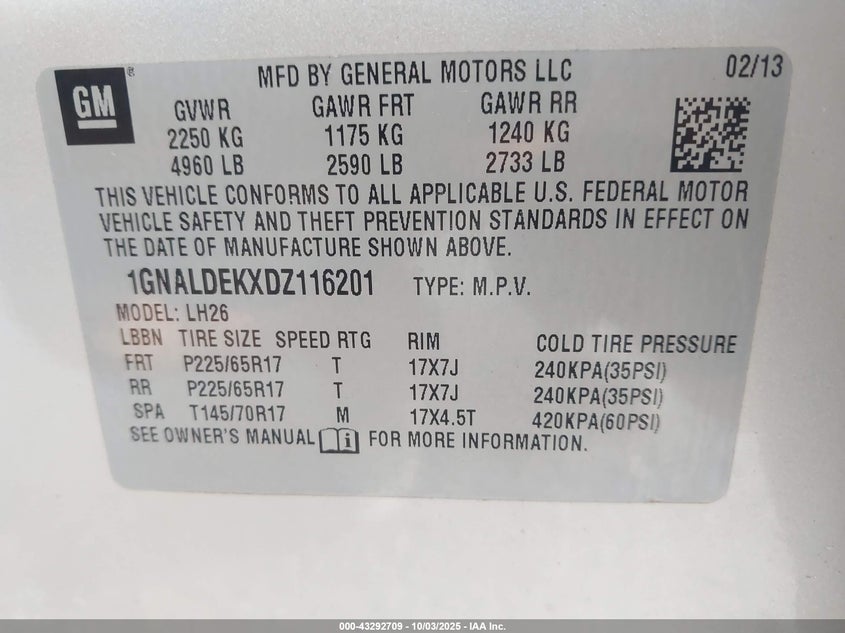 GM
MFD BY GENERAL MOTORS LLC 02/13
GVWR GAWR FRT GAWR RR
2250 KG 1175 KG 1240 KG
4960 LB 2590 LB 2733 LB
THIS VEHICLE CONFORMS TO ALL APPLICABLE U.S. FEDERAL MOTOR
VEHICLE SAFETY AND THEFT PREVENTION STANDARDS IN EFFECT ON
THE DATE OF MANUFACTURE SHOWN ABOVE.
1GNALDEKXDZ116201 TYPE: M.P.V.
MODEL: LH26
LBBN TIRE SIZE SPEED RTG RIM COLD TIRE PRESSURE
FRT P225/65R17 T 17X7J 240KPA(35PSI)
RR P225/65R17 T 17X7J 240KPA(35PSI)
SPA T145/70R17 M 17X4.5T 420KPA(60PSI)
SEE OWNER'S MANUAL FOR MORE INFORMATION.
000-43292709 - 10/03/2025 - IAA Inc.